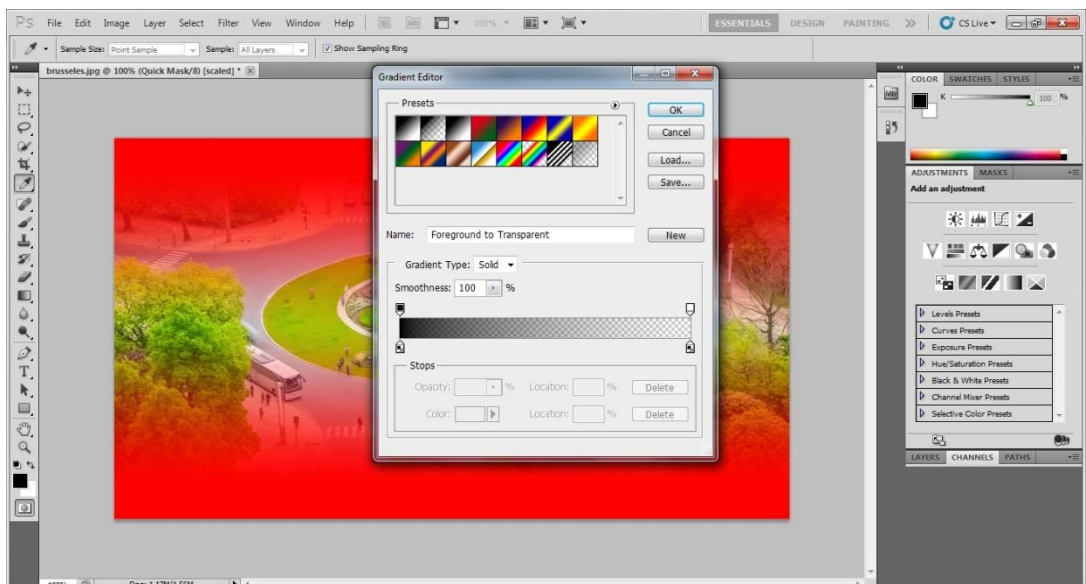 Ps File Edit Image Layer Select Filter View Window Help Br Mb 100% ESSENTIALS DESIGN PAINTING >> CS Live
Sample Size: Point Sample Sample: All Layers Show Sampling Ring
brusseles.jpg @ 100% (Quick Mask/8) [scaled] *
Gradient Editor
Presets
OK
Cancel
Load...
Save...
Name: Foreground to Transparent New
Gradient Type: Solid
Smoothness: 100 %
Stops
Opacity: % Location: % Delete
Color: Location: % Delete
Mb
COLOR SWATCHES STYLES
K 100 %
ADJUSTMENTS MASKS
Add an adjustment
Levels Presets
Curves Presets
Exposure Presets
Hue/Saturation Presets
Black & White Presets
Channel Mixer Presets
Selective Color Presets
LAYERS CHANNELS PATHS